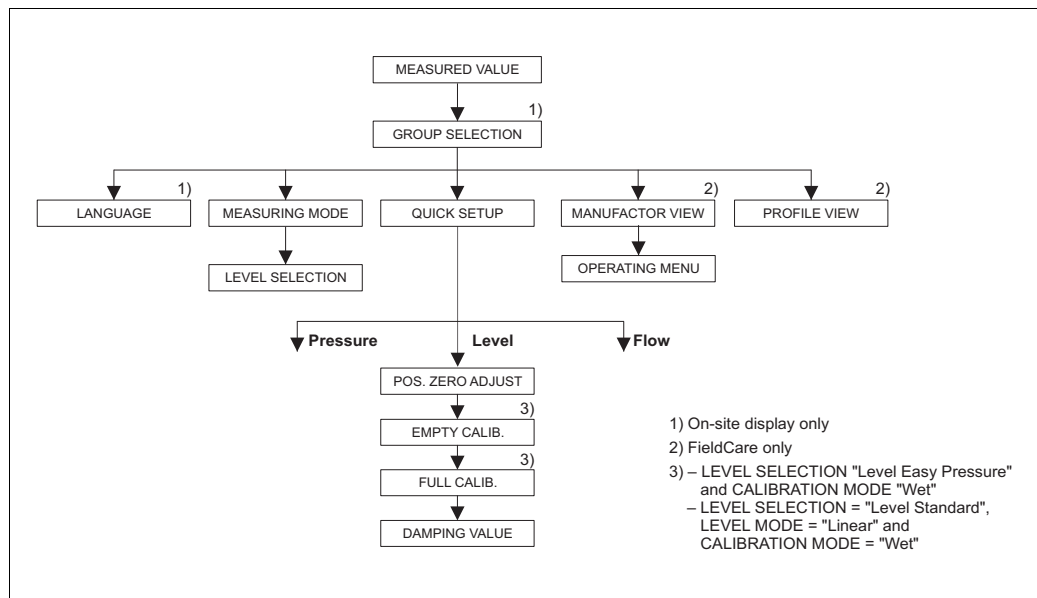 MEASURED VALUE
1)
GROUP SELECTION
1)
LANGUAGE
MEASURING MODE
QUICK SETUP
2)
MANUFACTOR VIEW
2)
PROFILE VIEW
LEVEL SELECTION
OPERATING MENU
Pressure
Level
Flow
POS. ZERO ADJUST
3)
EMPTY CALIB.
3)
FULL CALIB.
DAMPING VALUE
1) On-site display only
2) FieldCare only
3) – LEVEL SELECTION "Level Easy Pressure"
and CALIBRATION MODE "Wet"
– LEVEL SELECTION = "Level Standard",
LEVEL MODE = "Linear" and
CALIBRATION MODE = "Wet"